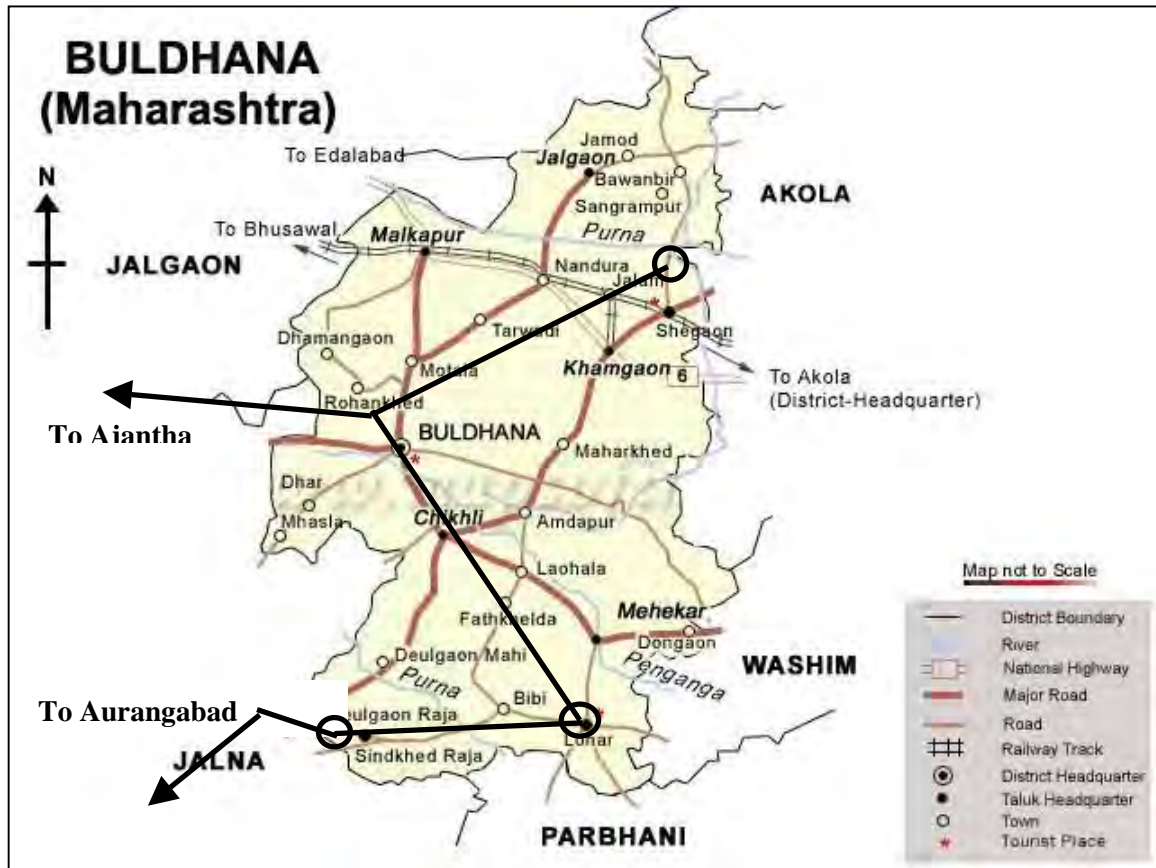 BULDHANA
(Maharashtra)
N
To Edalabad
Jamod
Jalgaon
Bawanbir
Sangrampur
AKOLA
To Bhusawal
Malkapur
Purna
JALGAON
Nandura
Jalam
Shegaon
Dhamangaon
Tarwadi
Motala
Khamgaon
6
To Akola
(District-Headquarter)
Rohankhed
To Ajantha
BULDHANA
Maharkhed
Dhar
Mhasla
Chikhli
Amdapur
Laohala
Mehekar
Fathkhelda
Dongaon
Deulgaon Mahi
Penganga
WASHIM
Purna
Bibi
To Aurangabad
eulgaon Raja
Lonar
JALNA
Sindkhed Raja
PARBHANI
Map not to Scale
District Boundary
River
National Highway
Major Road
Road
Railway Track
District Headquarter
Taluk Headquarter
Town
Tourist Place